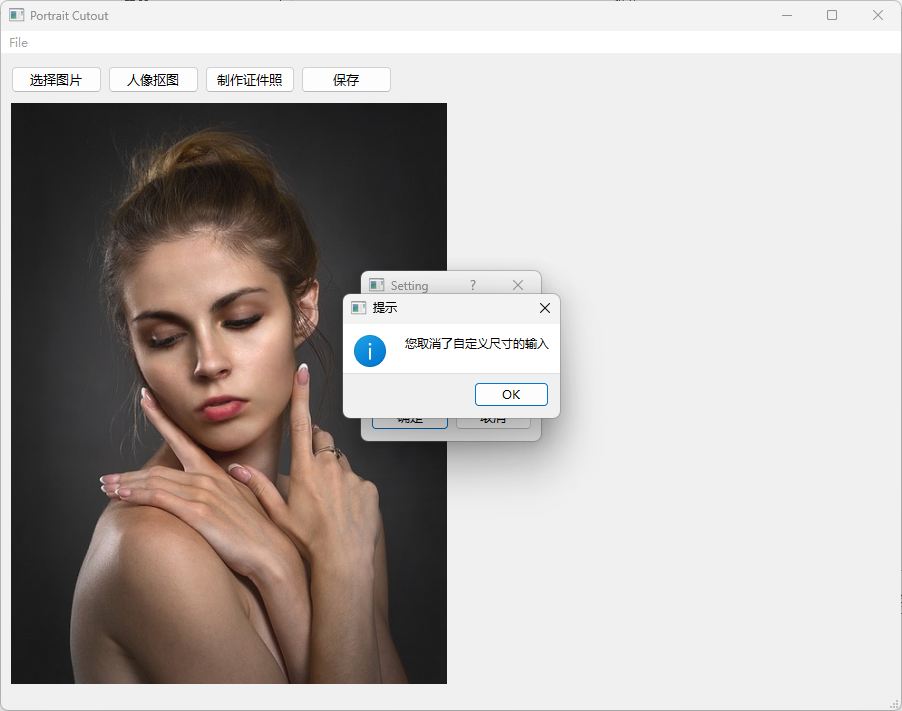 Portrait Cutout
File
选择图片 人像抠图 制作证件照 保存
Setting ?
提示
您取消了自定义尺寸的输入
OK
确定 取消